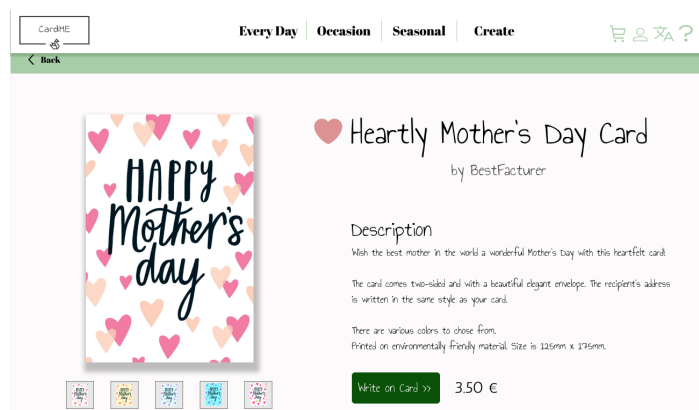 CardME
Every Day
Occasion
Seasonal
Create
Back
HAPPY
Mother's
day
Heartly Mother's Day Card
by BestFacturer
Description
Wish the best mother in the world a wonderful Mother's Day with this heartfelt card!
The card comes two-sided and with a beautiful elegant envelope. The recipient's address
is written in the same style as your card.
There are various colors to chose from.
Printed on environmentally friendly material. Size is 125mm x 175mm.
Write on Card >>
3.50 €